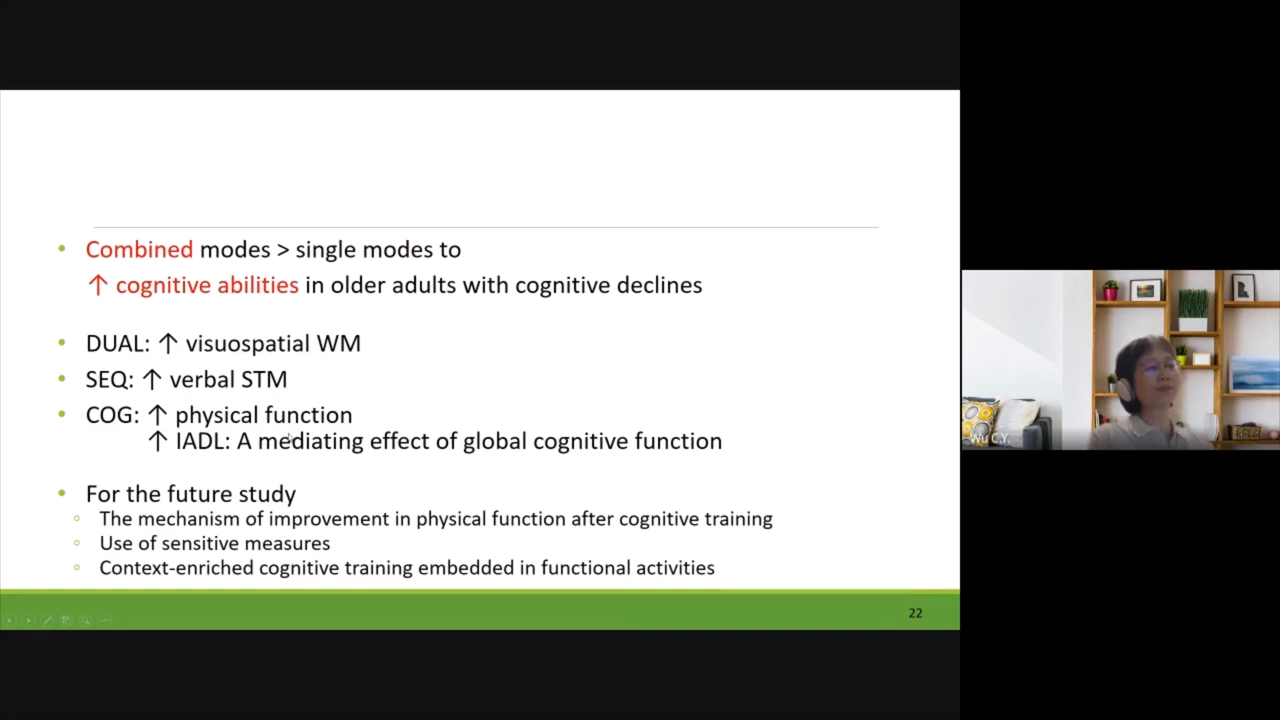 Combined modes > single modes to
↑ cognitive abilities in older adults with cognitive declines
DUAL: ↑ visuospatial WM
SEQ: ↑ verbal STM
COG: ↑ physical function
↑ IADL: A mediating effect of global cognitive function
For the future study
The mechanism of improvement in physical function after cognitive training
Use of sensitive measures
Context-enriched cognitive training embedded in functional activities
22
Wu C.Y.